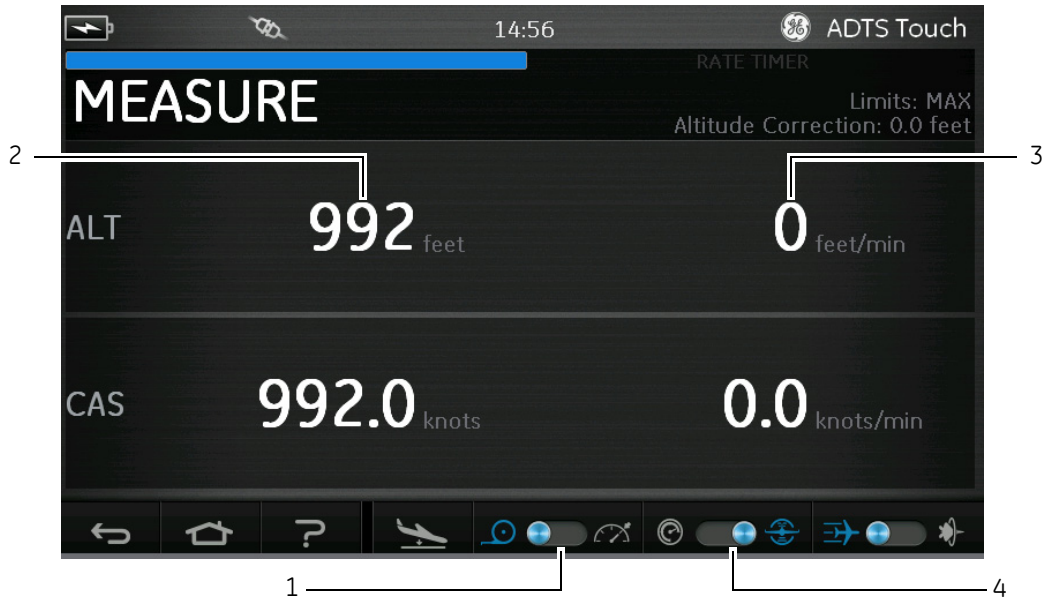 14:56
ADTS Touch
RATE TIMER
MEASURE
Limits: MAX
Altitude Correction: 0.0 feet
2
3
ALT
992 feet
0 feet/min
CAS
992.0 knots
0.0 knots/min
?
1
4